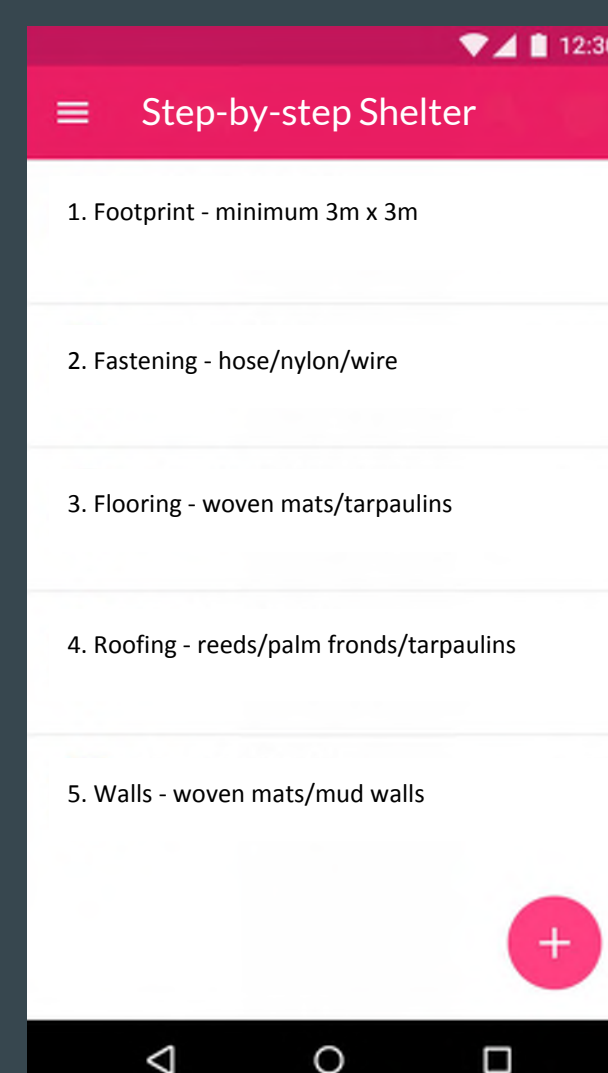 12:30
Step-by-step Shelter
1. Footprint - minimum 3m x 3m
2. Fastening - hose/nylon/wire
3. Flooring - woven mats/tarpaulins
4. Roofing - reeds/palm fronds/tarpaulins
5. Walls - woven mats/mud walls